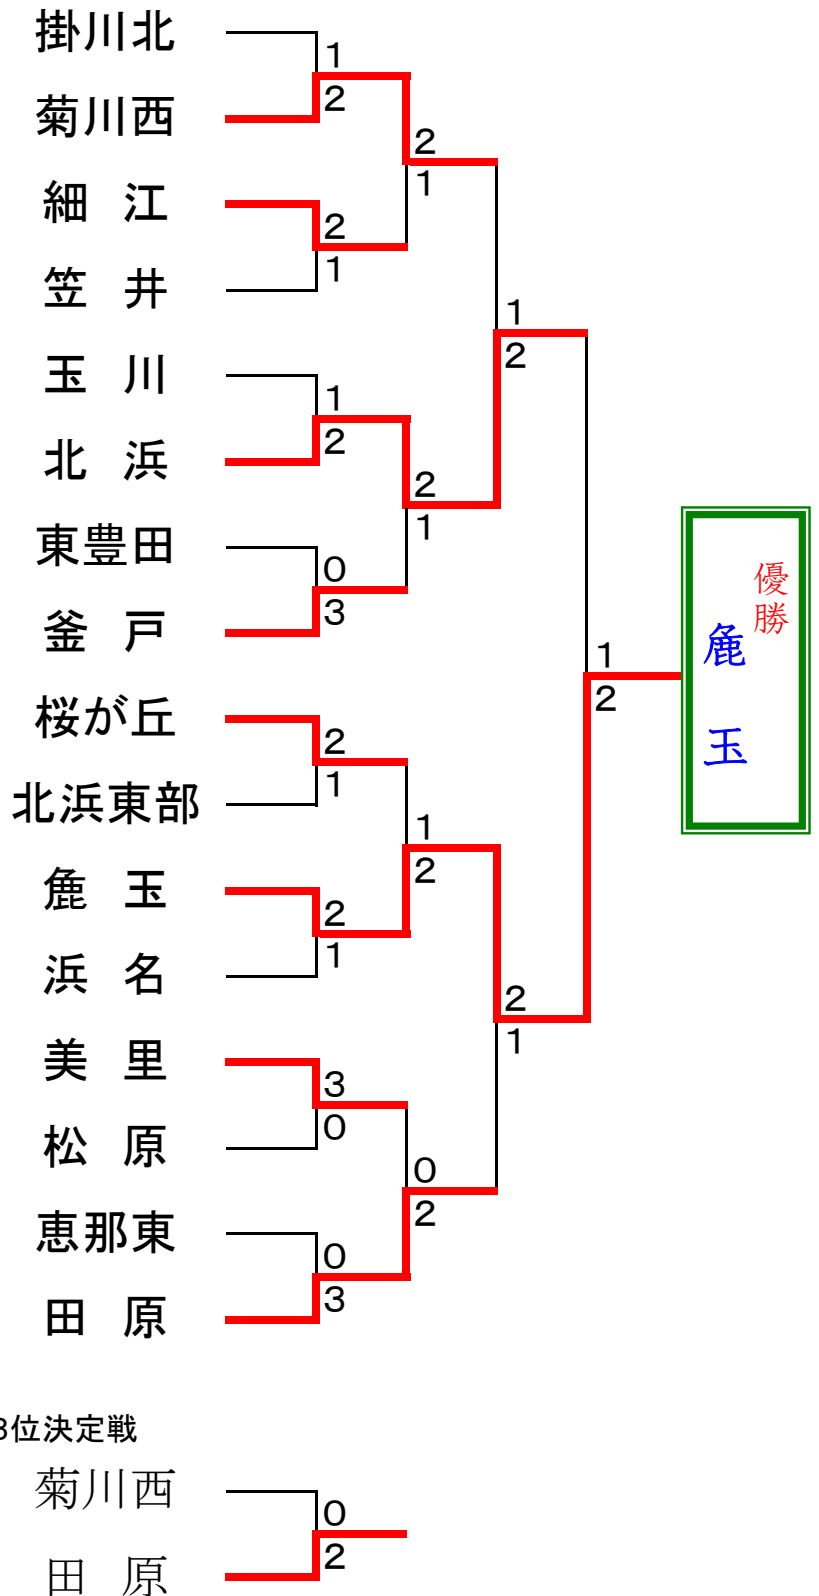 掛川北
1
菊川西
2
2
1
細 江
2
笠 井
1
1
2
玉 川
1
北 浜
2
2
1
東豊田
0
釜 戸
3
優勝
麁 玉
1
2
桜が丘
2
北浜東部
1
1
2
麁 玉
2
浜 名
1
2
1
美 里
3
松 原
0
0
2
恵那東
0
田 原
3
3位決定戦
菊川西
0
田 原
2